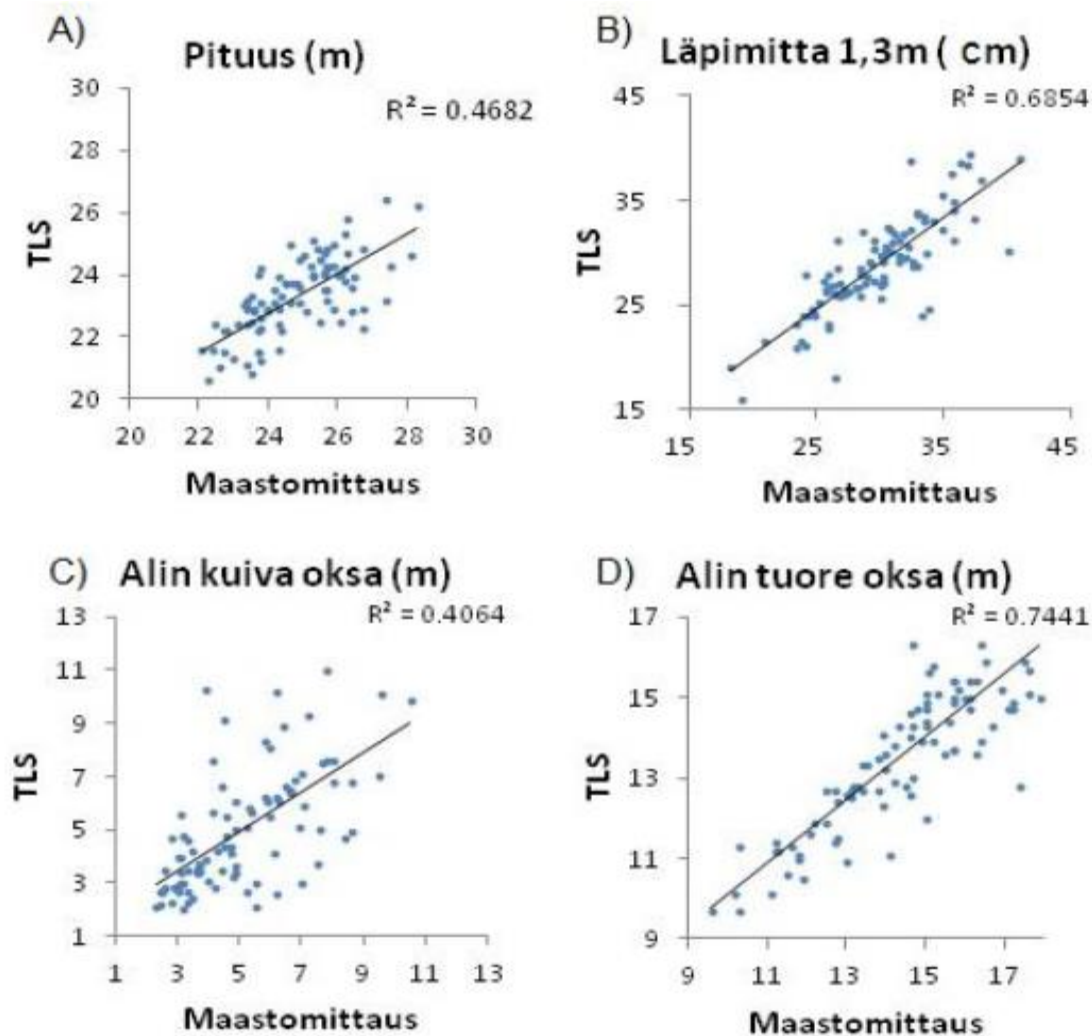 A)
Pituus (m)
R² = 0.4682
TLS
30
28
26
24
22
20
20 22 24 26 28 30
Maastomittaus
B)
Läpimitta 1,3m ( cm)
R² = 0.6854
TLS
45
35
25
15
15 25 35 45
Maastomittaus
C)
Alin kuiva oksa (m)
R² = 0.4064
TLS
13
11
9
7
5
3
1
1 3 5 7 9 11 13
Maastomittaus
D)
Alin tuore oksa (m)
R² = 0.7441
TLS
17
15
13
11
9
9 11 13 15 17
Maastomittaus